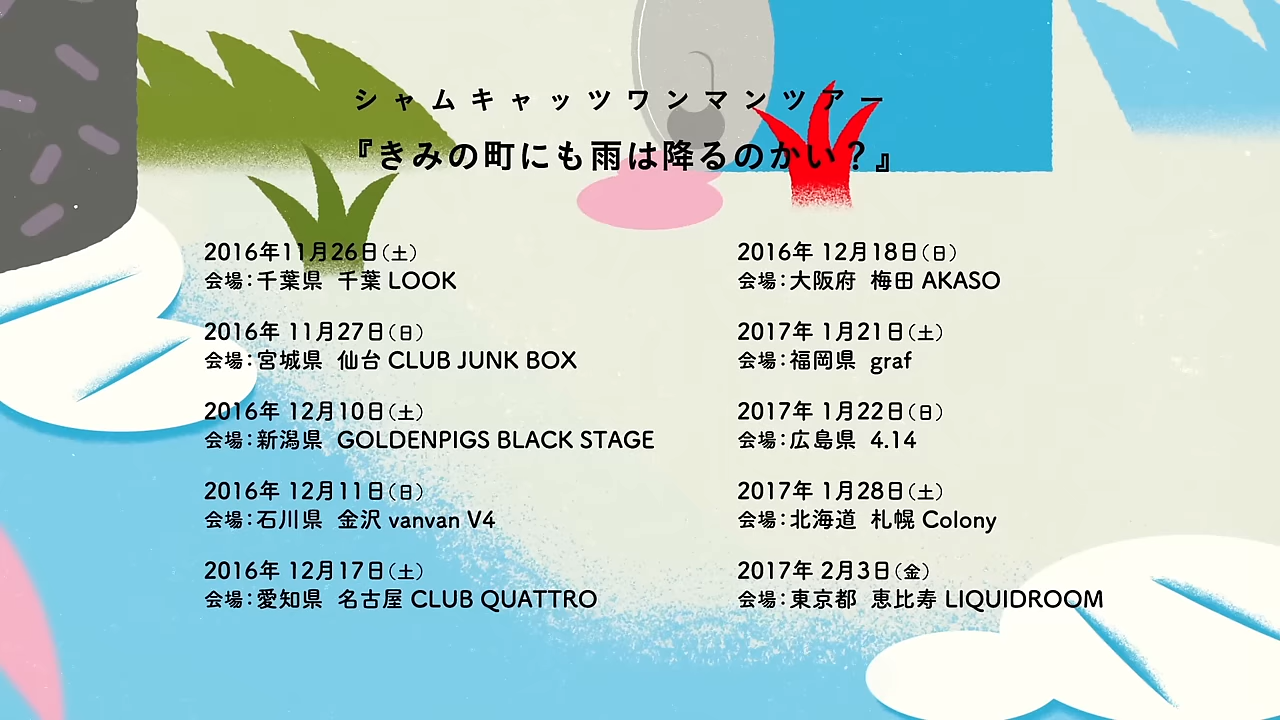 シャムキャッツワンマンツアー
『きみの町にも雨は降るのかい？』
2016年11月26日（土）
会場：千葉県 千葉 LOOK
2016年 11月27日（日）
会場：宮城県 仙台 CLUB JUNK BOX
2016年 12月10日（土）
会場：新潟県 GOLDENPIGS BLACK STAGE
2016年 12月11日（日）
会場：石川県 金沢 vanvan V4
2016年 12月17日（土）
会場：愛知県 名古屋 CLUB QUATTRO
2016年 12月18日（日）
会場：大阪府 梅田 AKASO
2017年 1月21日（土）
会場：福岡県 graf
2017年 1月22日（日）
会場：広島県 4.14
2017年 1月28日（土）
会場：北海道 札幌 Colony
2017年 2月3日（金）
会場：東京都 恵比寿 LIQUIDROOM